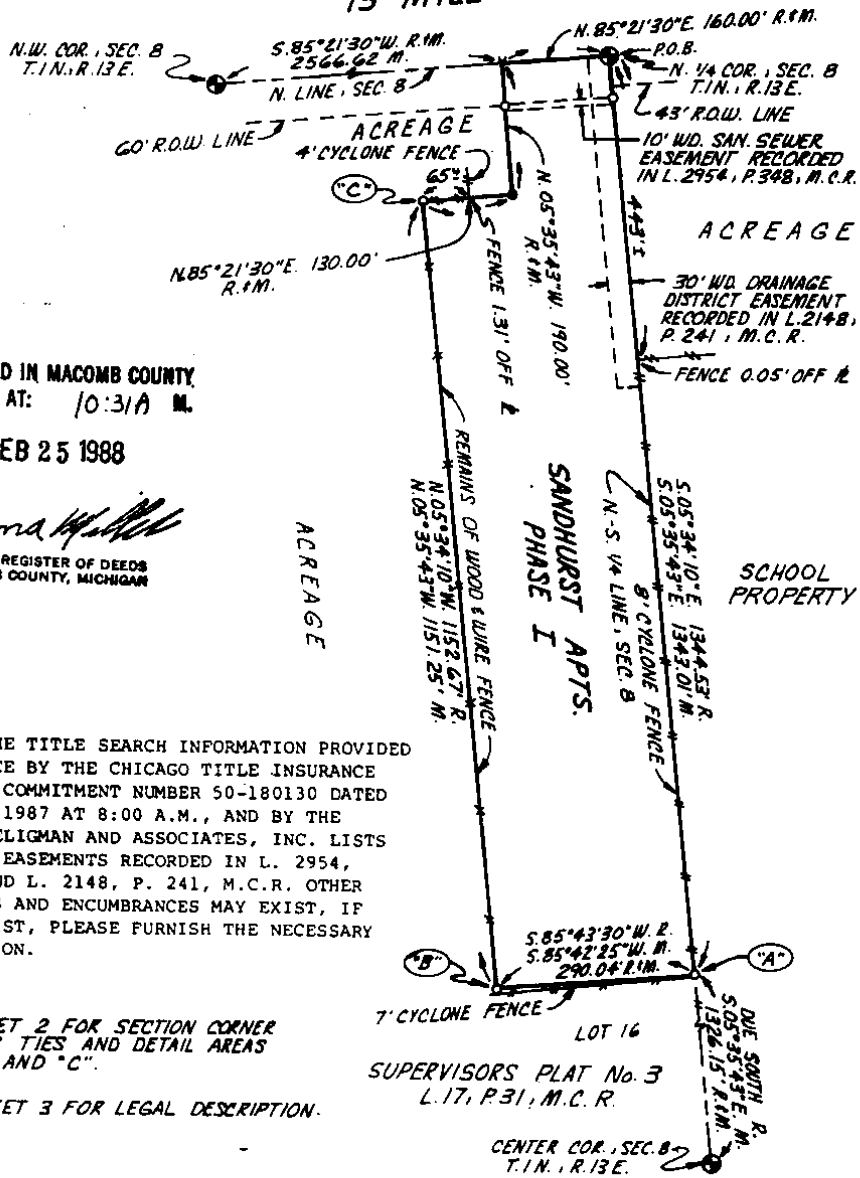 N.W. COR., SEC. 8
T.1N., R.13E.
S.85°21'30"W. R.&M.
2566.62 M.
N. LINE, SEC. 8
N.85°21'30"E. 160.00' R.&M.
P.O.B.
N. 1/4 COR., SEC. 8
T.1N., R.13E.
43' R.O.W. LINE
60' R.O.W. LINE
ACREAGE
10' WD. SAN. SEWER
EASEMENT RECORDED
IN L.2954, P.348, M.C.R.
4' CYCLONE FENCE
65'±
"C"
N.85°21'30"E. 130.00'
R.&M.
FENCE 1.31' OFF ℄
N.05°35'43"W. 190.00'
R.&M.
443'±
ACREAGE
30' WD. DRAINAGE
DISTRICT EASEMENT
RECORDED IN L.2148,
P. 241, M.C.R.
FENCE 0.05' OFF ℄
D IN MACOMB COUNTY
AT: 10:31A M.
EB 25 1988
REGISTER OF DEEDS
COUNTY, MICHIGAN
ACREAGE
REMAINS OF WOOD & WIRE FENCE
N.05°34'10"W. 1152.67' R.
N.05°35'43"W. 1151.25' M.
SANDHURST APTS.
PHASE I
N.-S. 1/4 LINE, SEC. 8
8' CYCLONE FENCE
S.05°34'10"E. 1344.53' R.
S.05°35'43"E. 1343.01' M.
SCHOOL
PROPERTY
HE TITLE SEARCH INFORMATION PROVIDED
CE BY THE CHICAGO TITLE INSURANCE
COMMITMENT NUMBER 50-180130 DATED
1987 AT 8:00 A.M., AND BY THE
ELIGMAN AND ASSOCIATES, INC. LISTS
EASEMENTS RECORDED IN L. 2954,
ND L. 2148, P. 241, M.C.R. OTHER
S AND ENCUMBRANCES MAY EXIST, IF
ST, PLEASE FURNISH THE NECESSARY
ON.
"B"
S.85°43'30"W. R.
S.85°42'25"W. M.
290.04' R.&M.
"A"
7' CYCLONE FENCE
LOT 16
SUPERVISORS PLAT No. 3
L.17, P.31, M.C.R.
DUE SOUTH R.
S.05°35'43"E. M.
1326.15' R.&M.
CENTER COR., SEC. 8
T.1N., R.13E.
ET 2 FOR SECTION CORNER
TIES AND DETAIL AREAS
AND "C".
ET 3 FOR LEGAL DESCRIPTION.